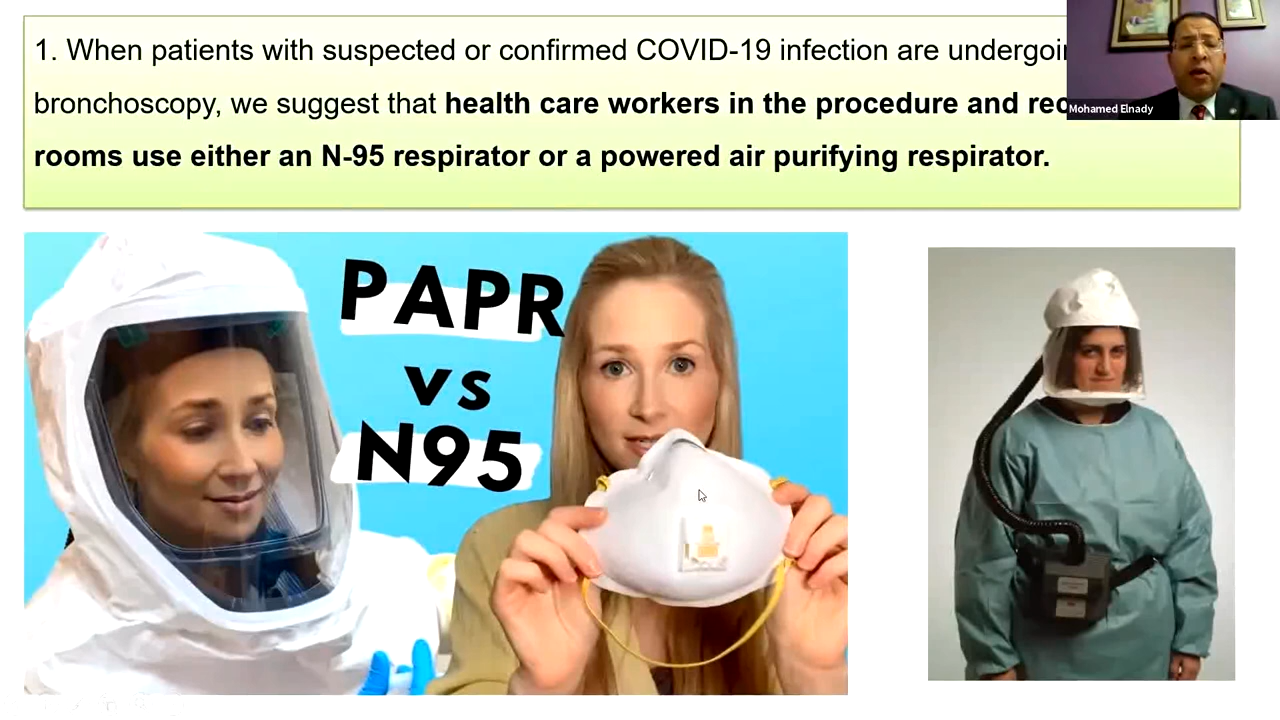 1. When patients with suspected or confirmed COVID-19 infection are
bronchoscopy, we suggest that health care workers in the procedure and
rooms use either an N-95 respirator or a powered air purifying respirator.
Mohamed Elnady
PAPR
vs
N95